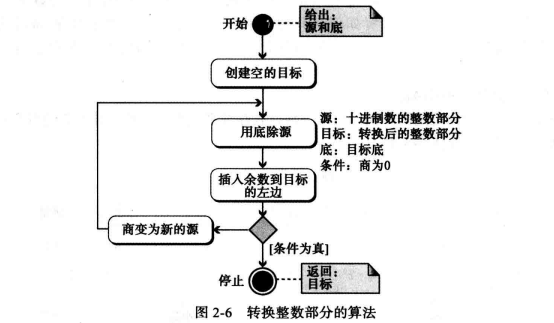 开始
给出：
源和底
创建空的目标
用底除源
源：十进制数的整数部分
目标：转换后的整数部分
底：目标底
条件：商为0
插入余数到目标
的左边
商变为新的源
[条件为真]
停止
返回：
目标
图 2-6 转换整数部分的算法